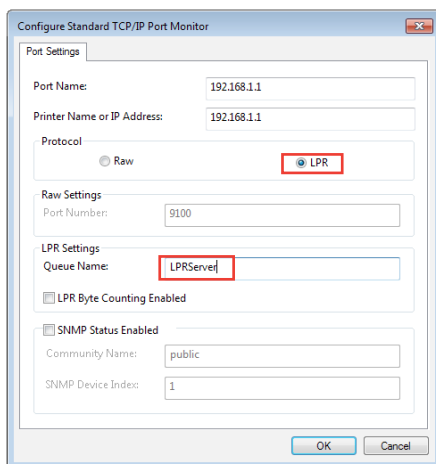 Configure Standard TCP/IP Port Monitor
Port Settings
Port Name: 192.168.1.1
Printer Name or IP Address: 192.168.1.1
Protocol
Raw LPR
Raw Settings
Port Number: 9100
LPR Settings
Queue Name: LPRServer
LPR Byte Counting Enabled
SNMP Status Enabled
Community Name: public
SNMP Device Index: 1
OK Cancel